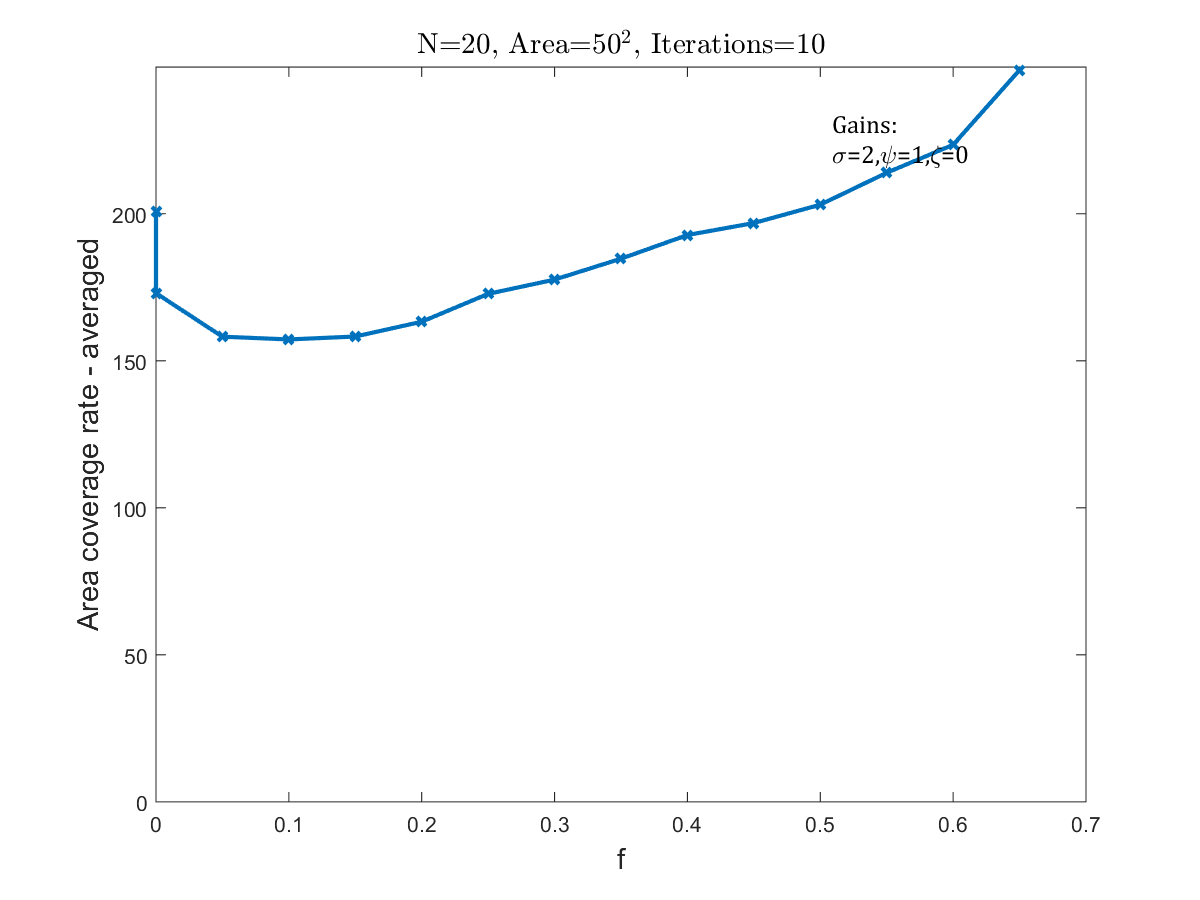 N=20, Area=50², Iterations=10
Gains:
σ=2,ψ=1,ζ=0
Area coverage rate - averaged
200
150
100
50
0
0 0.1 0.2 0.3 0.4 0.5 0.6 0.7
f